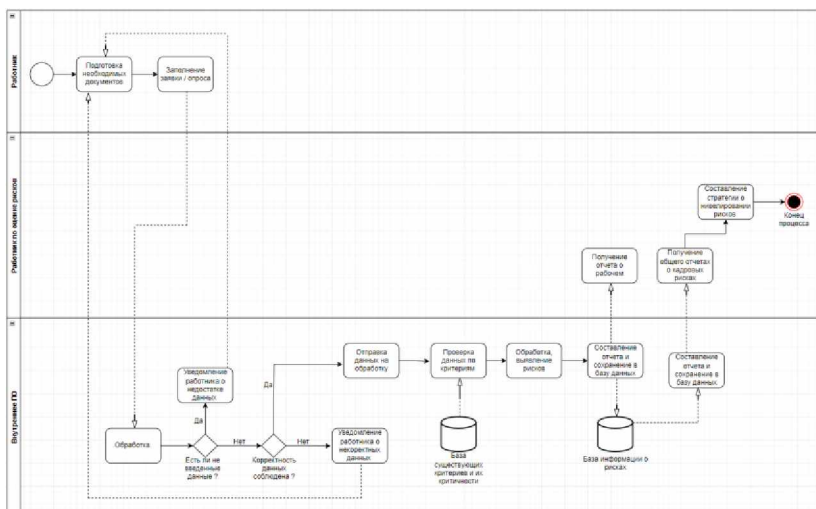 Работник
Подготовка
необходимых
документов
Заполнение
заявки / опроса
Работник по оценке рисков
Составление
стратегии о
нивелировании
рисков
Конец
процесса
Получение
отчета о
рабочем
Получение
общего отчетах
о кадровых
рисках
Внутреннее ПО
Отправка
данных на
обработку
Проверка
данных по
критериям
Обработка,
выявление
рисков
Составление
отчета и
сохранение в
базу данных
Составление
отчета и
сохранение в
базу данных
Уведомление
работника о
недостатке
данных
Да
Да
Обработка
Нет
Нет
Есть ли не
введенные
данные ?
Корректность
данных
соблюдена ?
Уведомление
работника о
некорректных
данных
База
существующих
критериев и их
критичности
База информации о
рисках